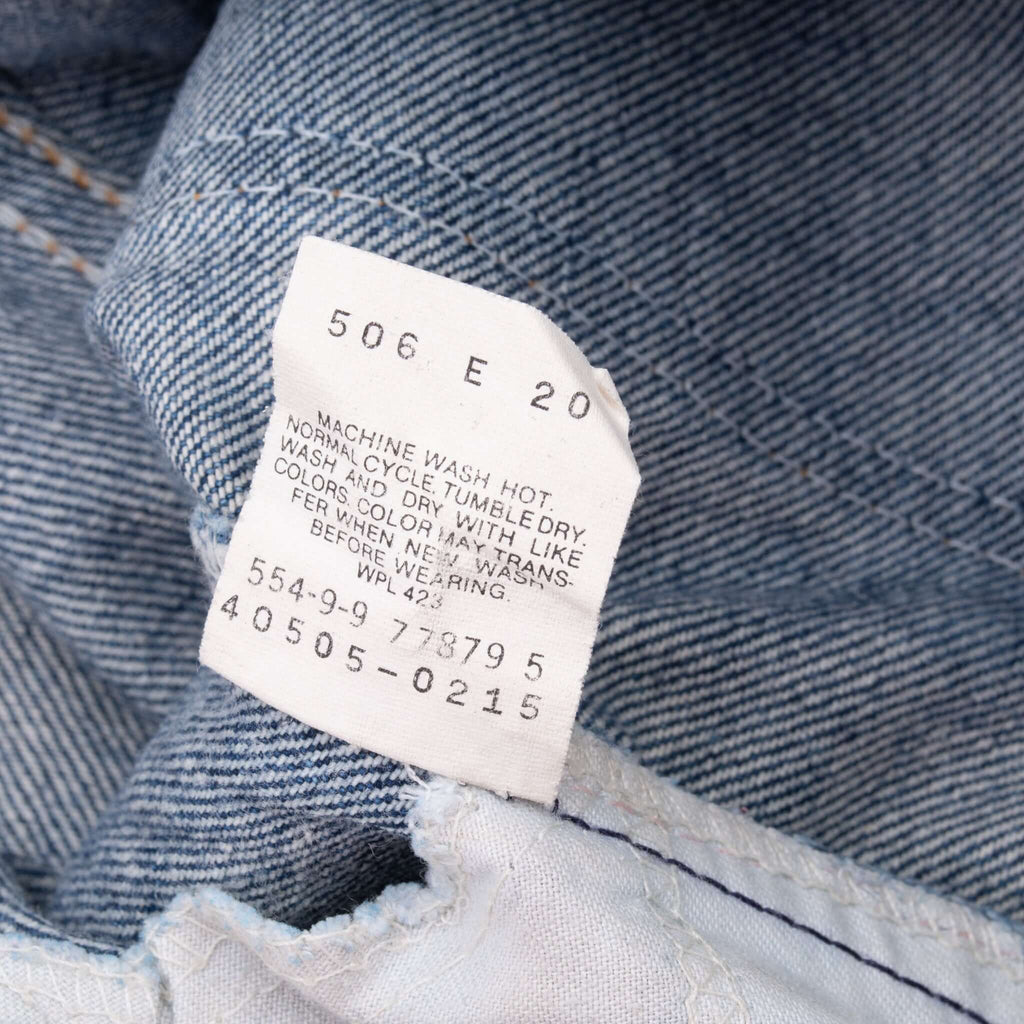 506 E 20
MACHINE WASH HOT.
NORMAL CYCLE. TUMBLE DRY.
WASH AND DRY WITH LIKE
COLORS. COLOR MAY TRANS-
FER WHEN NEW. WASH
BEFORE WEARING.
WPL 423
554-9-9 77879 5
40505-0215